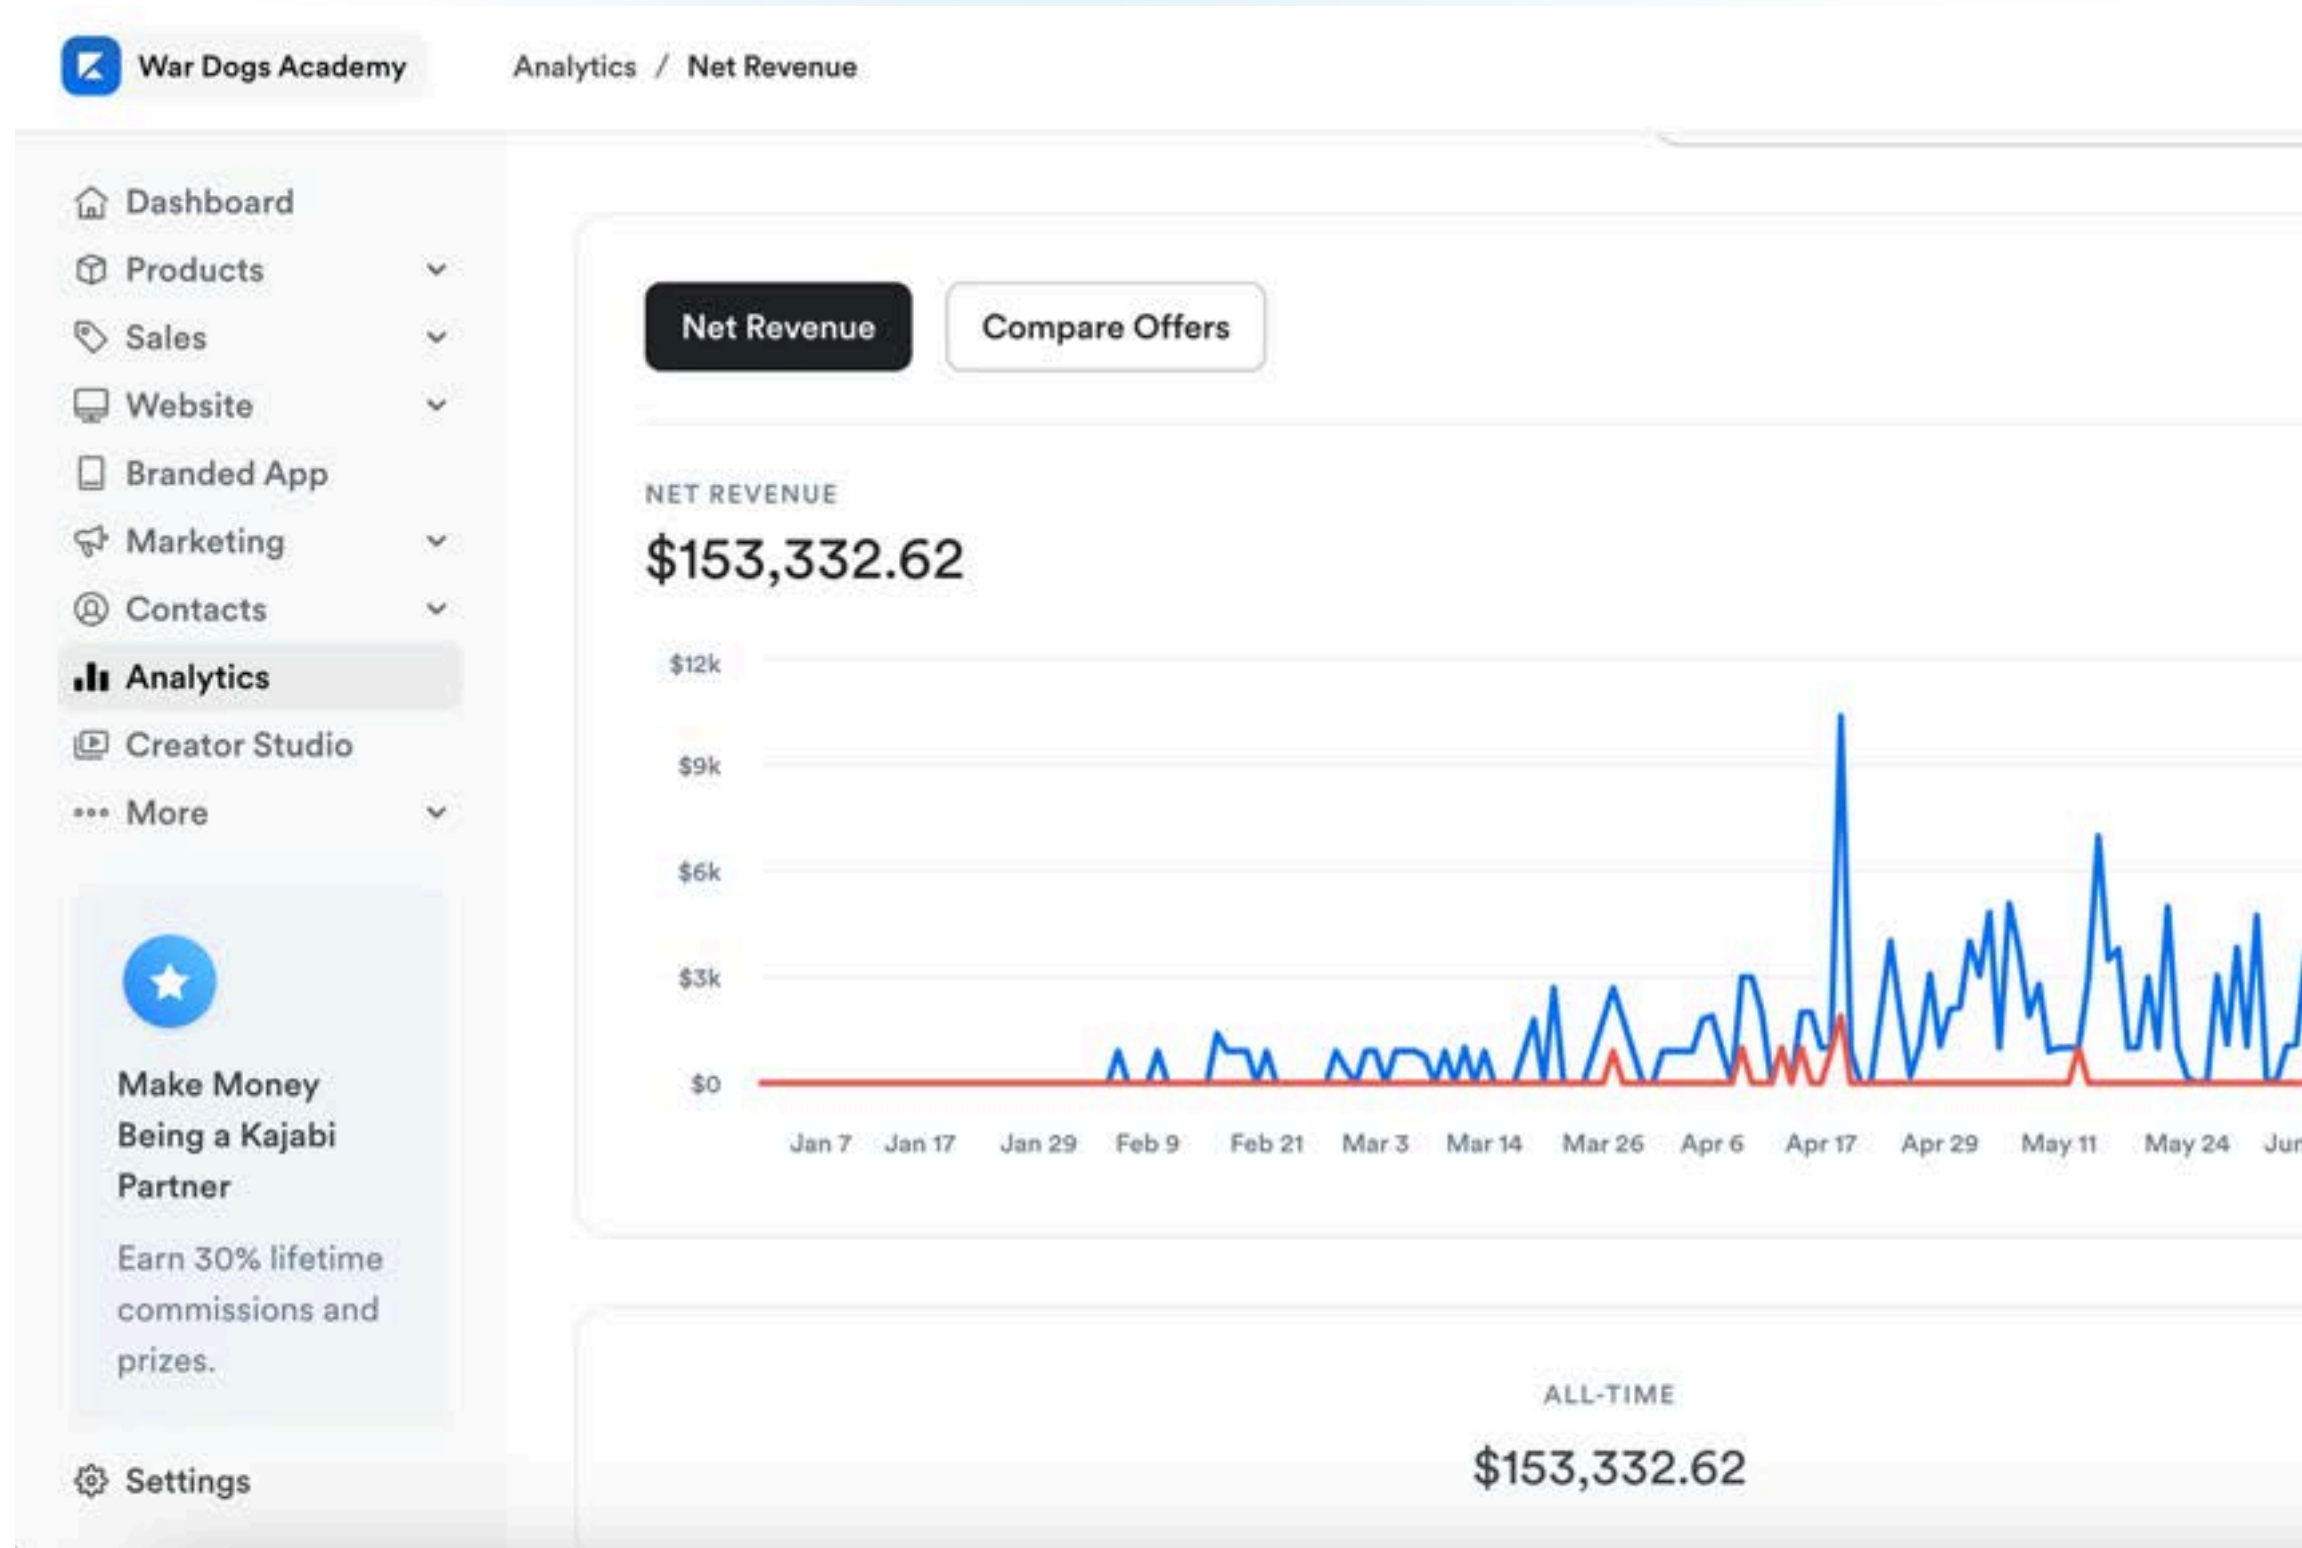 War Dogs Academy
Analytics / Net Revenue
Dashboard
Products
Sales
Website
Branded App
Marketing
Contacts
Analytics
Creator Studio
More
Make Money
Being a Kajabi
Partner
Earn 30% lifetime
commissions and
prizes.
Settings
Net Revenue
Compare Offers
NET REVENUE
$153,332.62
$12k
$9k
$6k
$3k
$0
Jan 7 Jan 17 Jan 29 Feb 9 Feb 21 Mar 3 Mar 14 Mar 26 Apr 6 Apr 17 Apr 29 May 11 May 24
ALL-TIME
$153,332.62